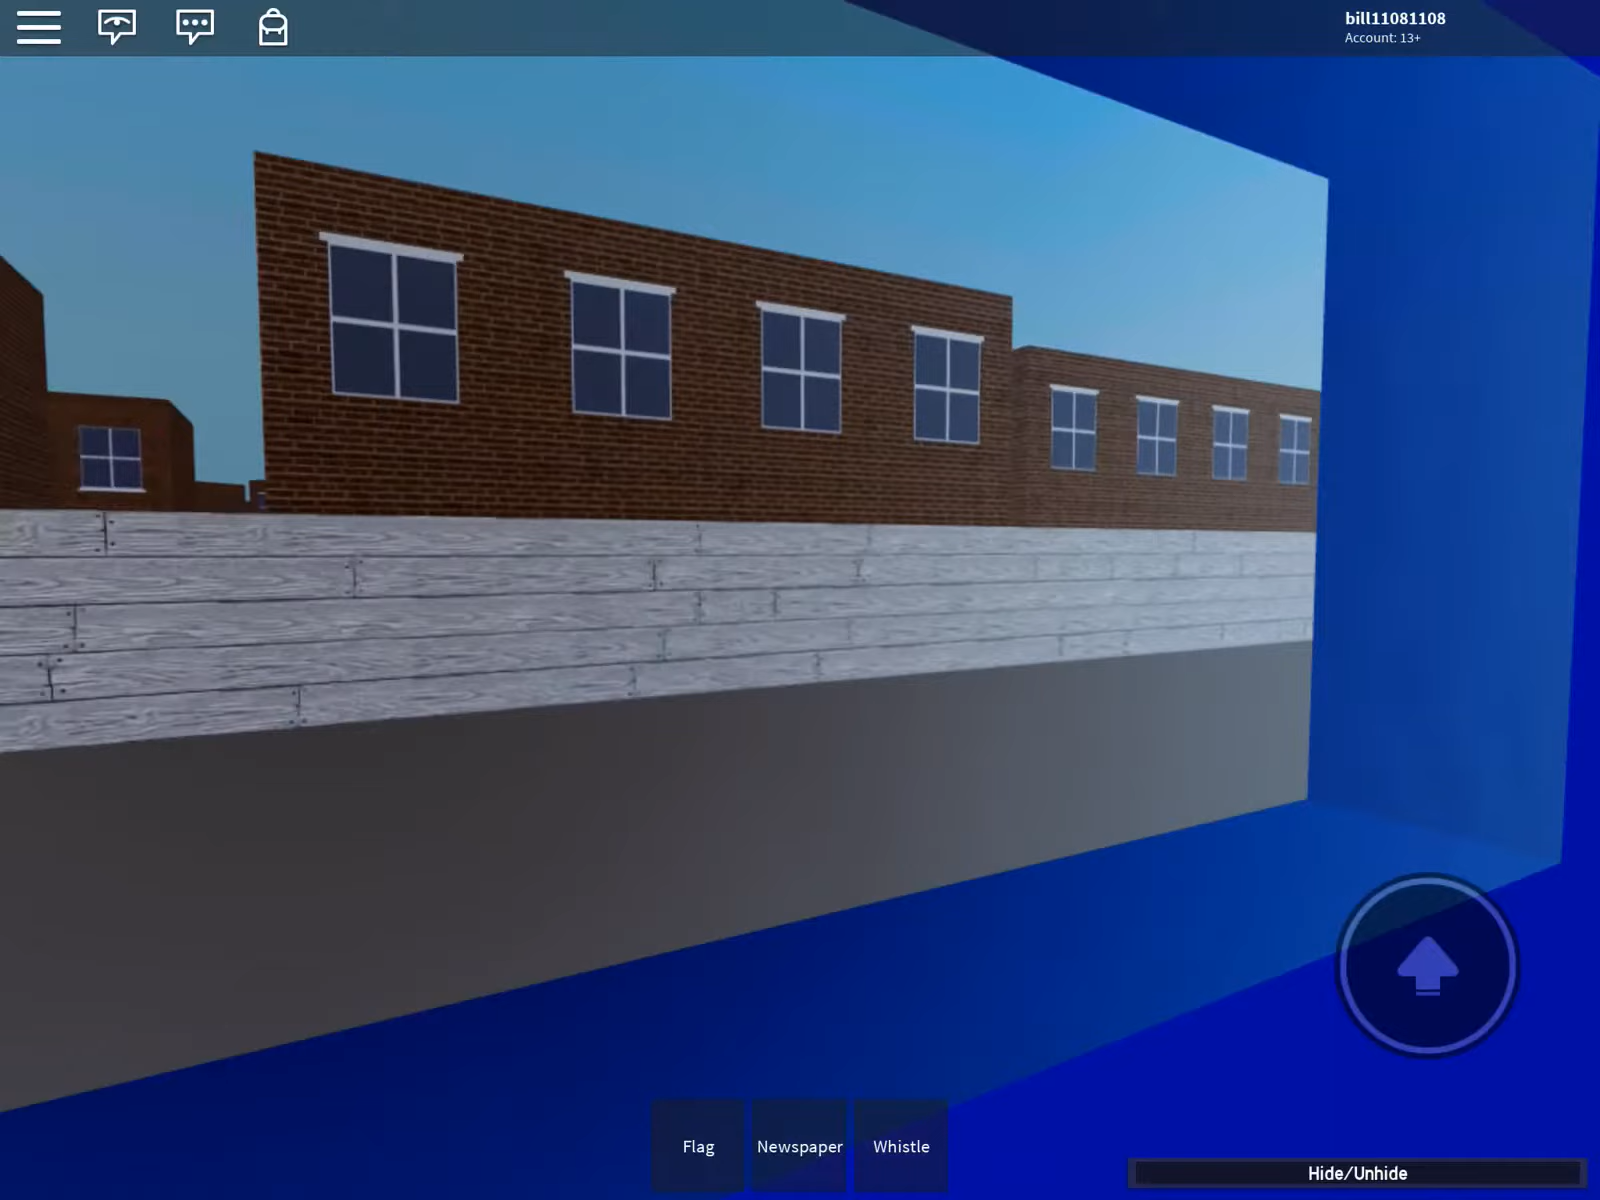 bill11081108
Account: 13+
Flag
Newspaper
Whistle
Hide/Unhide